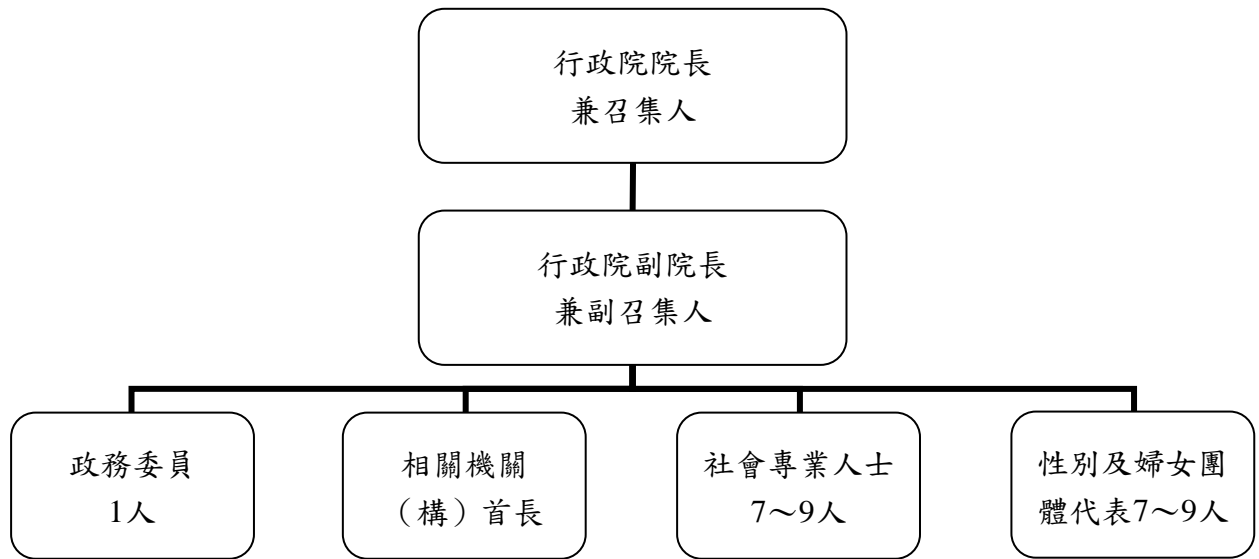 行政院院長
兼召集人
行政院副院長
兼副召集人
政務委員
1人
相關機關
（構）首長
社會專業人士
7～9人
性別及婦女團
體代表7～9人